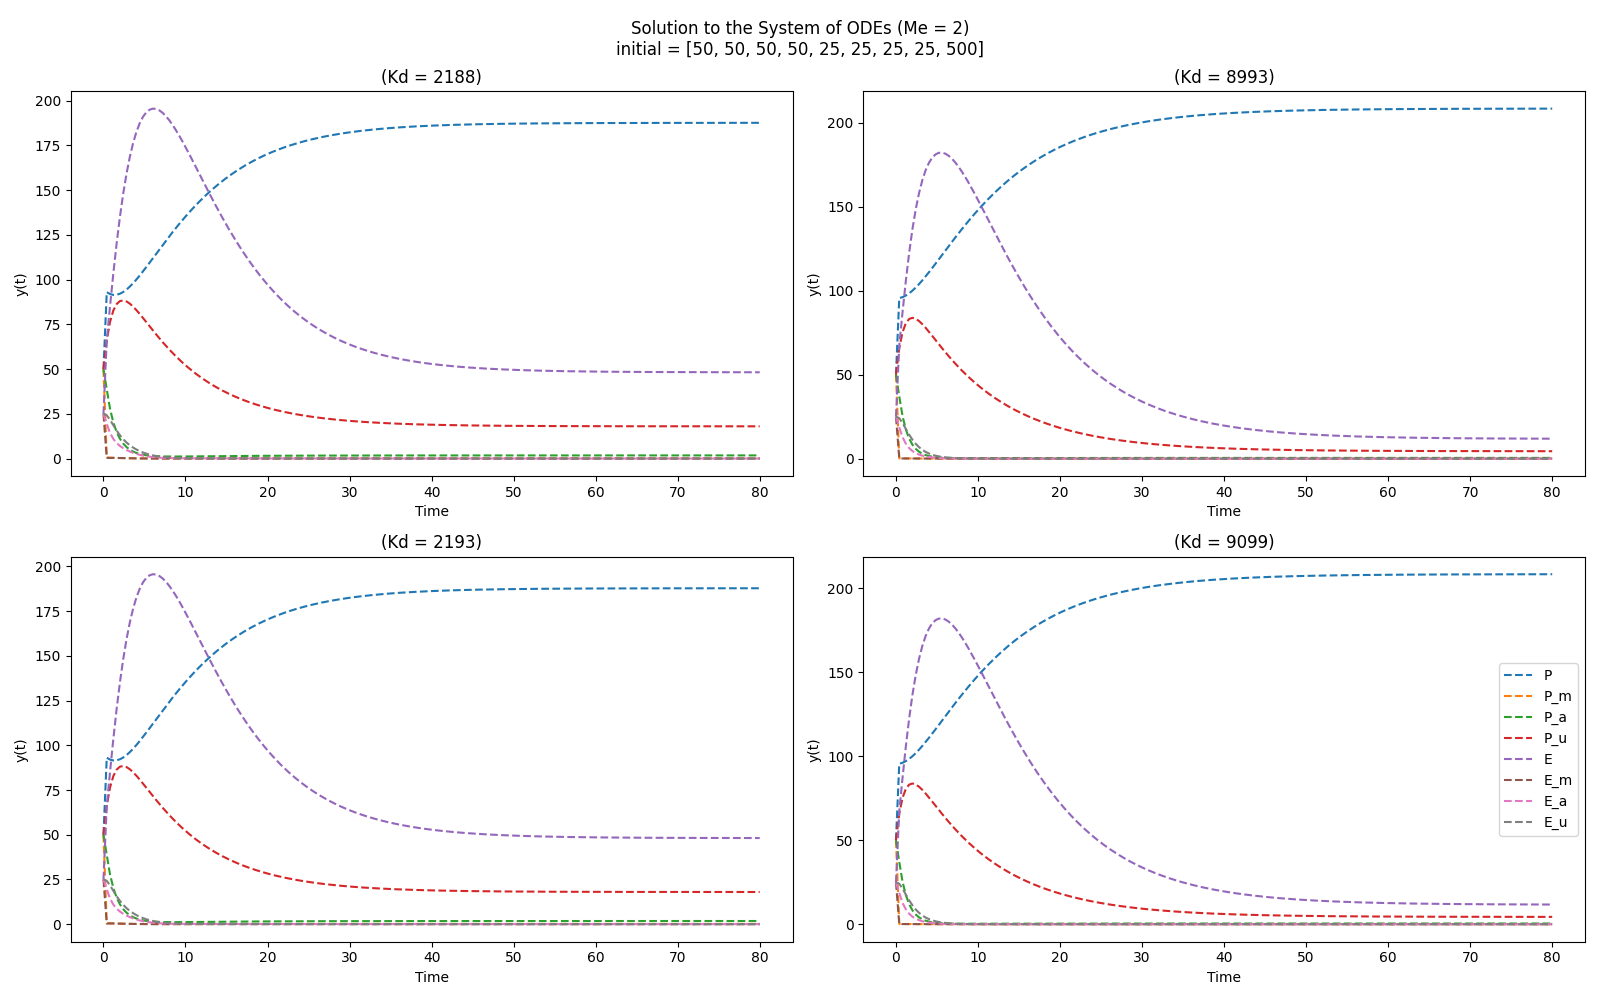 Solution to the System of ODEs (Me = 2)
initial = [50, 50, 50, 50, 25, 25, 25, 25, 500]
(Kd = 2188)
200
175
150
125
100
75
50
25
0
y(t)
0 10 20 30 40 50 60 70 80
Time
(Kd = 8993)
200
150
100
50
0
y(t)
0 10 20 30 40 50 60 70 80
Time
(Kd = 2193)
200
175
150
125
100
75
50
25
0
y(t)
0 10 20 30 40 50 60 70 80
Time
(Kd = 9099)
200
150
100
50
0
y(t)
0 10 20 30 40 50 60 70 80
Time
P
P_m
P_a
P_u
E
E_m
E_a
E_u